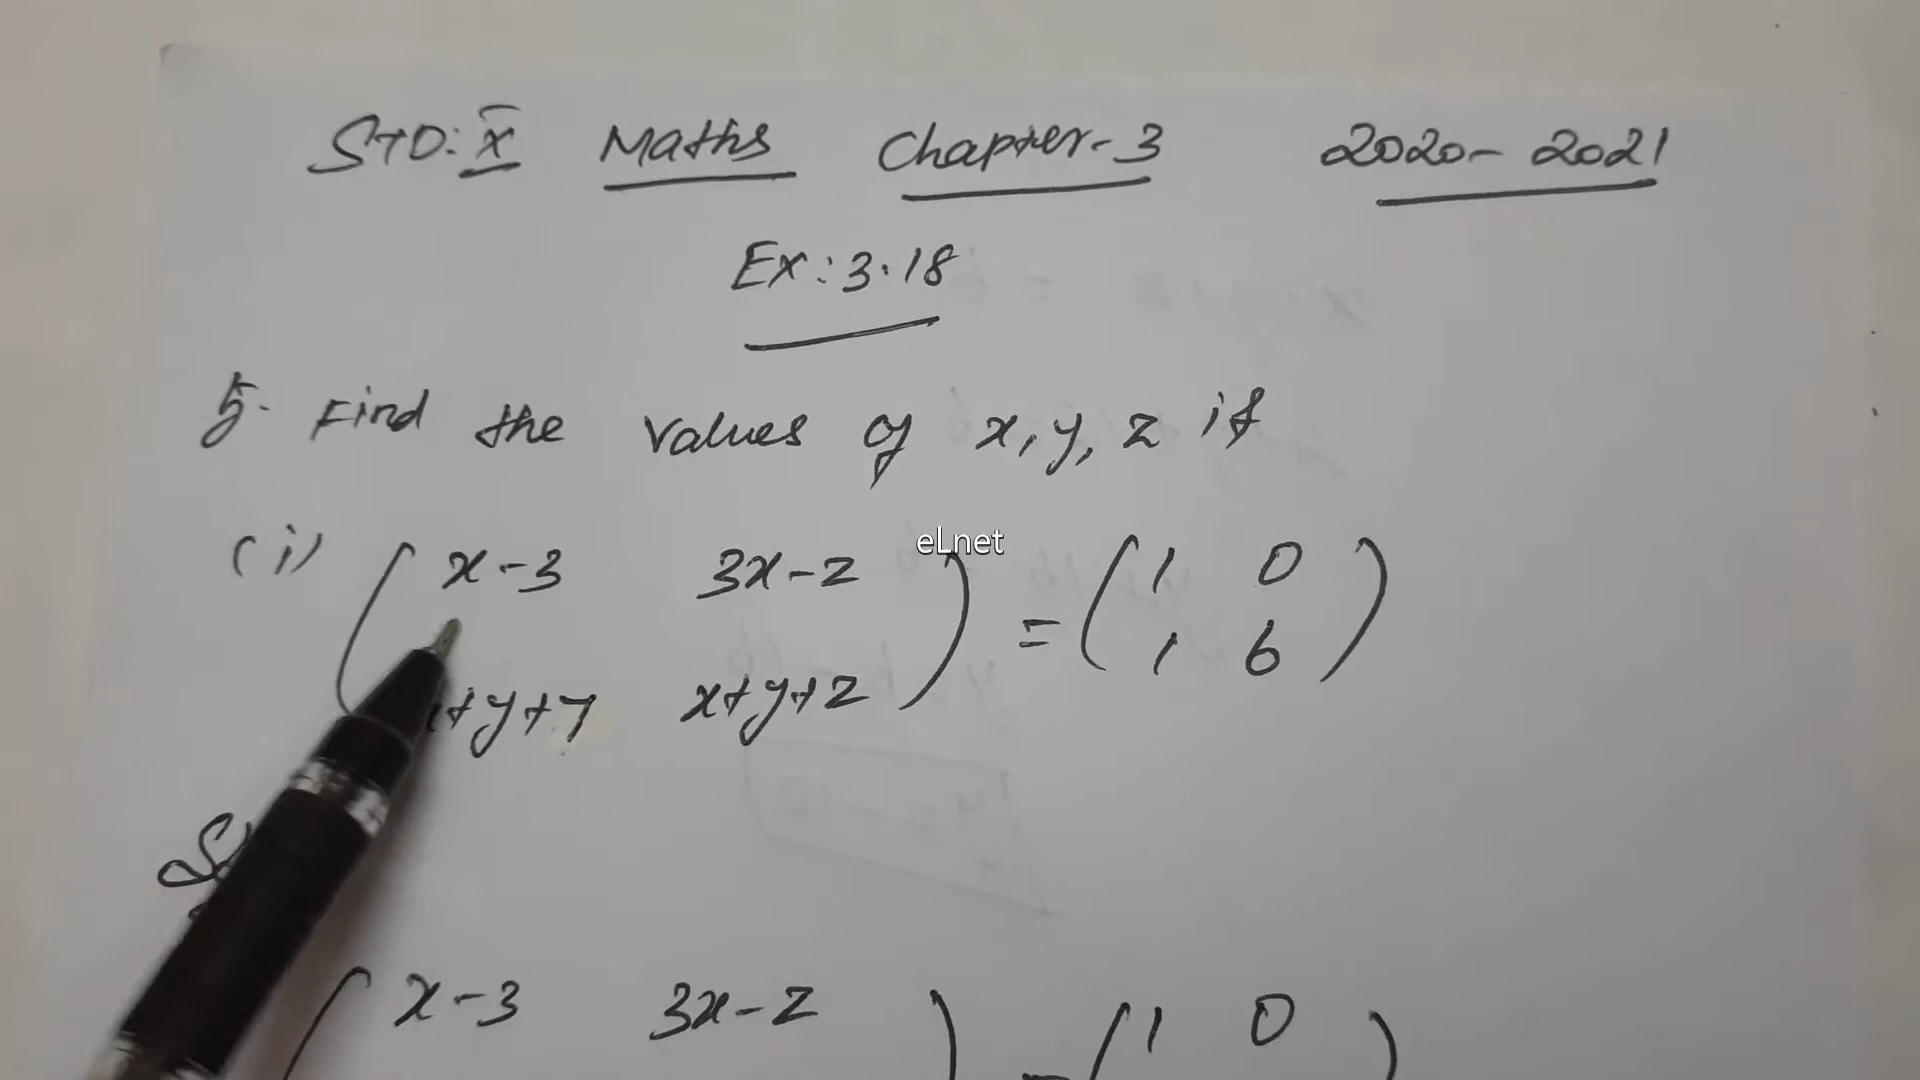 STD: X Maths Chapter-3 2020-2021
Ex: 3.18
5. Find the values of x, y, z if
(i) ( x-3 3x-z ) = ( 1 0 )
+y+7 x+y+z 1 6
eLnet
x-3 3x-z 1 0